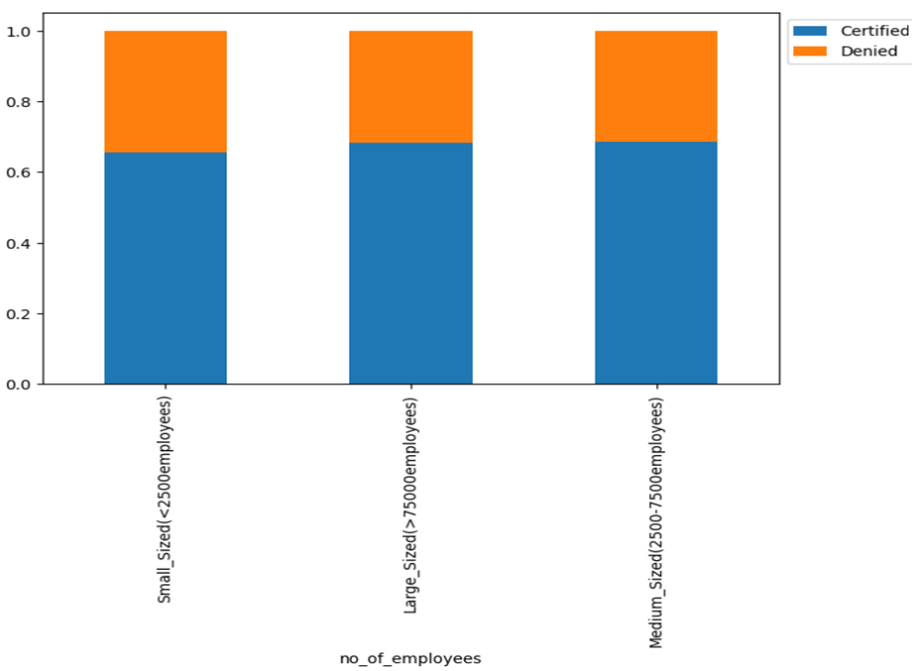 1.0
0.8
0.6
0.4
0.2
0.0
Certified
Denied
Small_Sized(<2500employees)
Large_Sized(>75000employees)
Medium_Sized(2500-7500employees)
no_of_employees